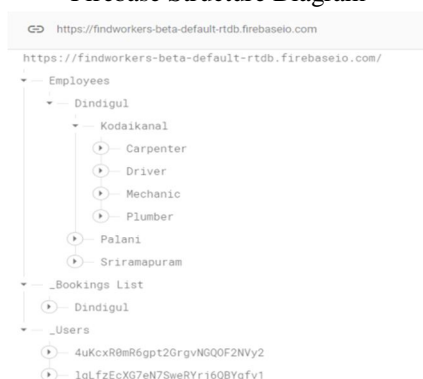 Firebase Structure Diagram
https://findworkers-beta-default-rtdb.firebaseio.com
https://findworkers-beta-default-rtdb.firebaseio.com/
Employees
Dindigul
Kodaikanal
Carpenter
Driver
Mechanic
Plumber
Palani
Sriramapuram
_Bookings List
Dindigul
_Users
4uKcxR0mR6gpt2GrgvNGQOF2NVy2
lgLfzEcXG7eN7SweRYrj6QBYgfv1